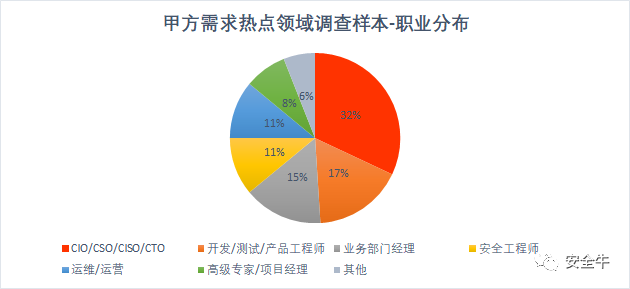 甲方需求热点领域调查样本-职业分布
6%
8%
32%
11%
11%
17%
15%
CIO/CSO/CISO/CTO 开发/测试/产品工程师 业务部门经理 安全工程师
运维/运营 高级专家/项目经理 其他
安全牛